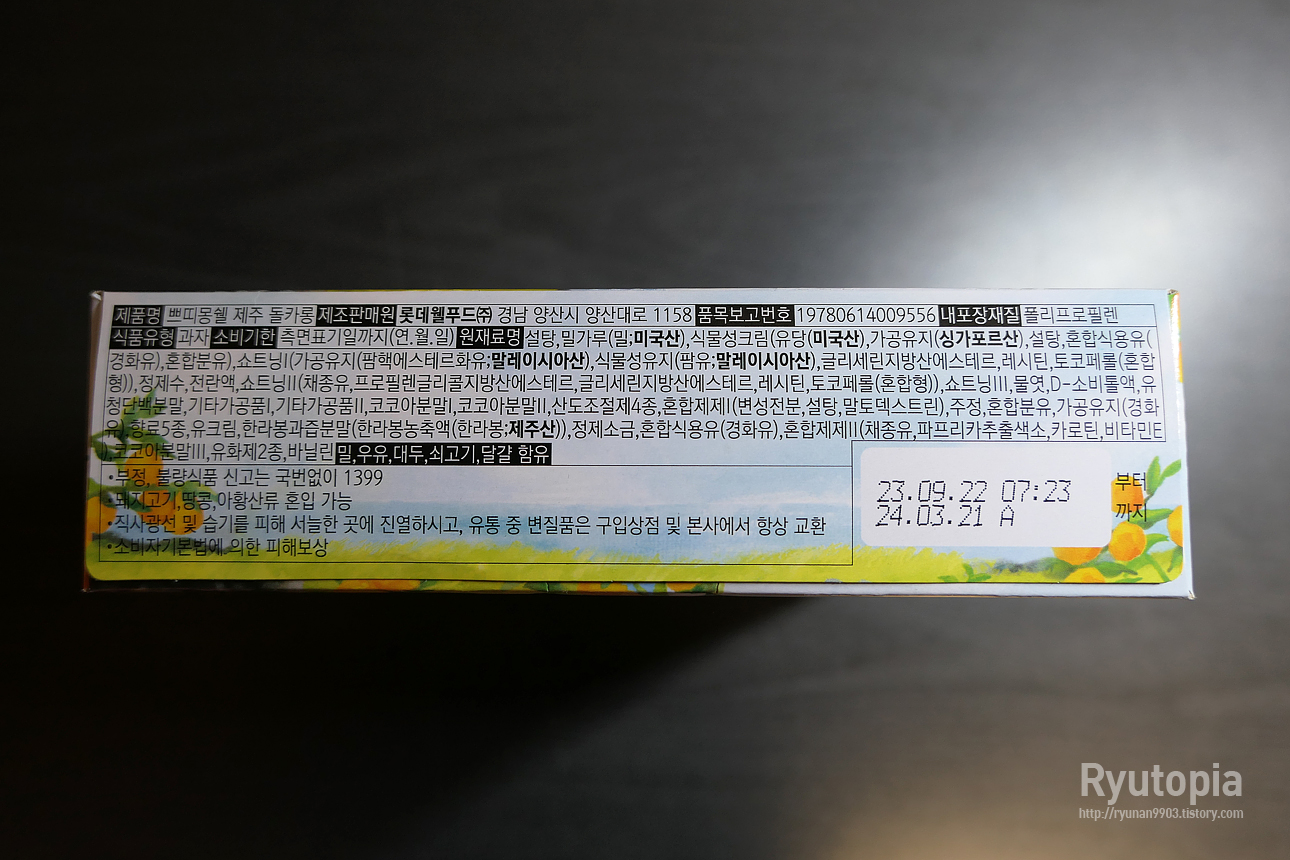 제품명 쁘띠몽쉘 제주 돌카롱 제조판매원 롯데웰푸드㈜ 경남 양산시 양산대로 1158 품목보고번호 19780614009556 내포장재질 폴리프로필렌
식품유형 과자 소비기한 측면표기일까지(연.월.일) 원재료명 설탕,밀가루(밀;미국산),식물성크림(유당(미국산),가공유지(싱가포르산),설탕,혼합식용유(
경화유),혼합분유),쇼트닝I(가공유지(팜핵에스테르화유;말레이시아산),식물성유지(팜유;말레이시아산),글리세린지방산에스테르,레시틴,토코페롤(혼합
형)),정제수,전란액,쇼트닝II(채종유,프로필렌글리콜지방산에스테르,글리세린지방산에스테르,레시틴,토코페롤(혼합형)),쇼트닝III,물엿,D-소비톨액,유
청단백분말,기타가공품I,기타가공품II,코코아분말I,코코아분말II,산도조절제4종,혼합제제I(변성전분,설탕,말토덱스트린),주정,혼합분유,가공유지(경화
유),향료5종,유크림,한라봉과즙분말(한라봉농축액(한라봉;제주산)),정제소금,혼합식용유(경화유),혼합제제II(채종유,파프리카추출색소,카로틴,비타민E
),코코아분말III,유화제2종,바닐린 밀,우유,대두,쇠고기,달걀 함유
•부정, 불량식품 신고는 국번없이 1399
•돼지고기,땅콩,아황산류 혼입 가능
•직사광선 및 습기를 피해 서늘한 곳에 진열하시고, 유통 중 변질품은 구입상점 및 본사에서 항상 교환
•소비자기본법에 의한 피해보상
23.09.22 07:23 부터
24.03.21 A 까지
Ryutopia
http://ryunan9903.tistory.com